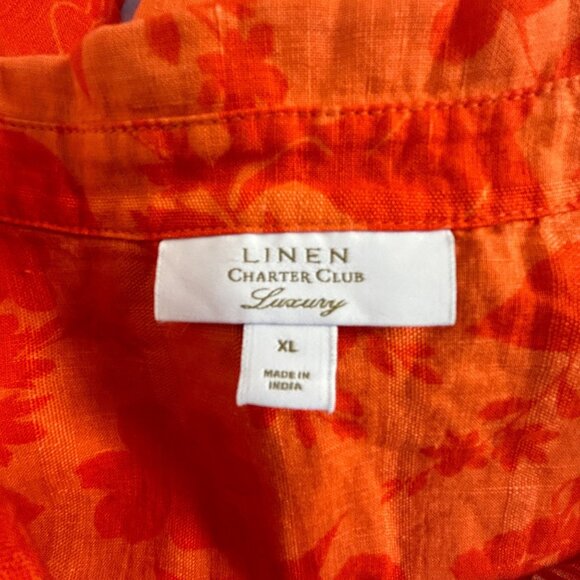 LINEN
CHARTER CLUB
Luxury
XL
MADE IN
INDIA